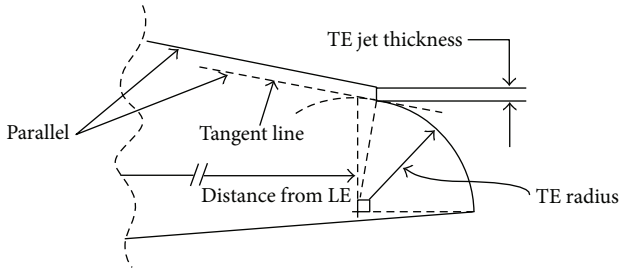 TE jet thickness
Parallel
Tangent line
Distance from LE
TE radius